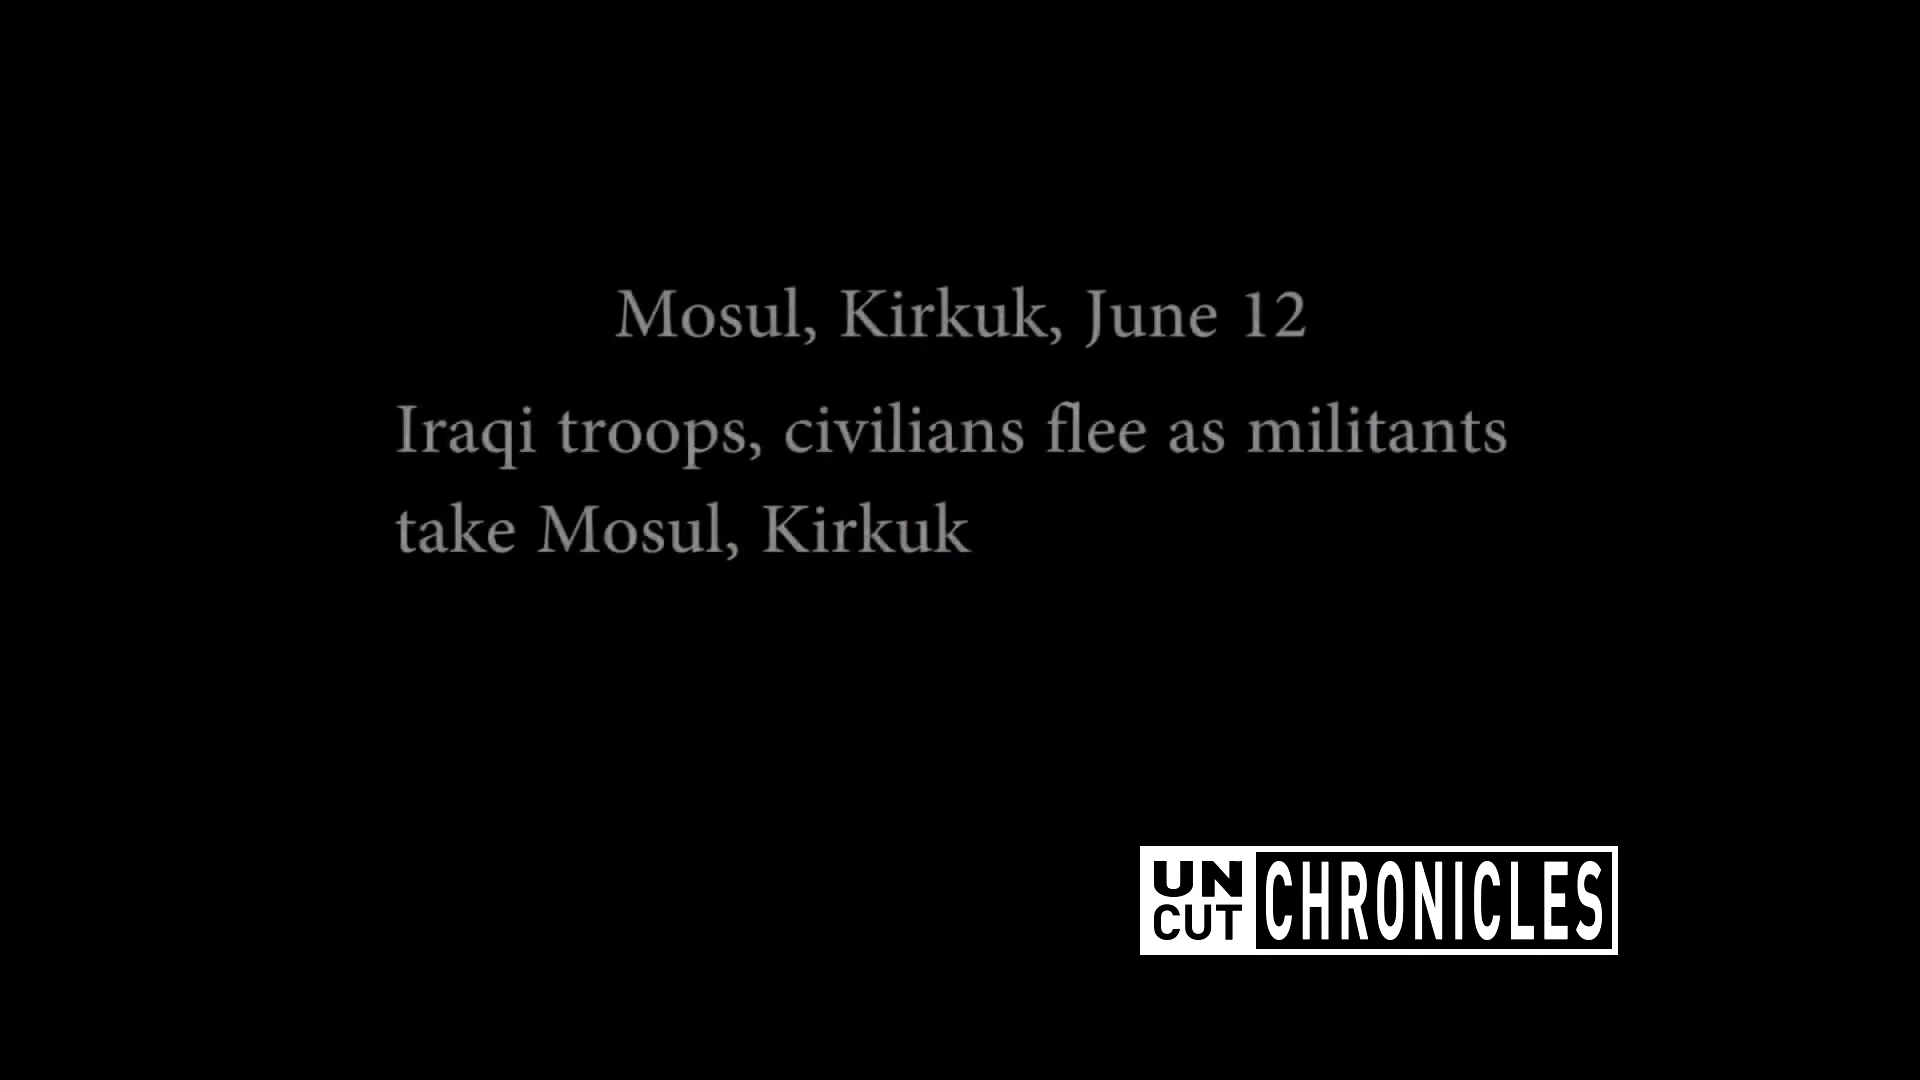 Mosul, Kirkuk, June 12
Iraqi troops, civilians flee as militants
take Mosul, Kirkuk
UN
CUT
CHRONICLES